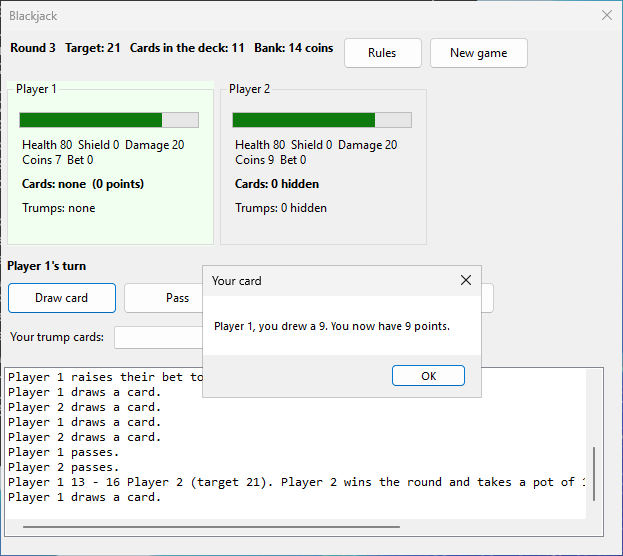 Blackjack
Round 3 Target: 21 Cards in the deck: 11 Bank: 14 coins Rules New game
Player 1 Player 2
Health 80 Shield 0 Damage 20 Health 80 Shield 0 Damage 20
Coins 7 Bet 0 Coins 9 Bet 0
Cards: none (0 points) Cards: 0 hidden
Trumps: none Trumps: 0 hidden
Player 1's turn
Draw card Pass
Your card
Player 1, you drew a 9. You now have 9 points.
OK
Your trump cards:
Player 1 raises their bet to
Player 1 draws a card.
Player 2 draws a card.
Player 1 draws a card.
Player 2 draws a card.
Player 1 passes.
Player 2 passes.
Player 1 13 - 16 Player 2 (target 21). Player 2 wins the round and takes a pot of
Player 1 draws a card.